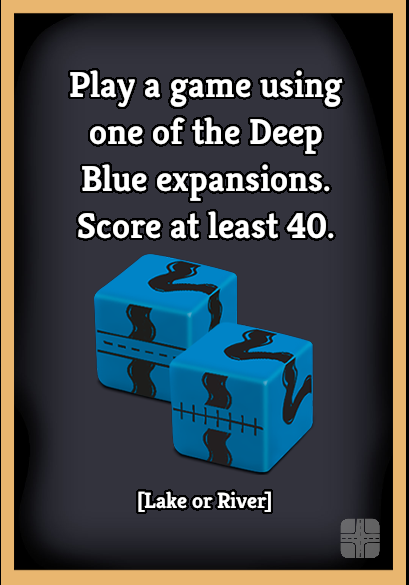 Play a game using
one of the Deep
Blue expansions.
Score at least 40.
[Lake or River]